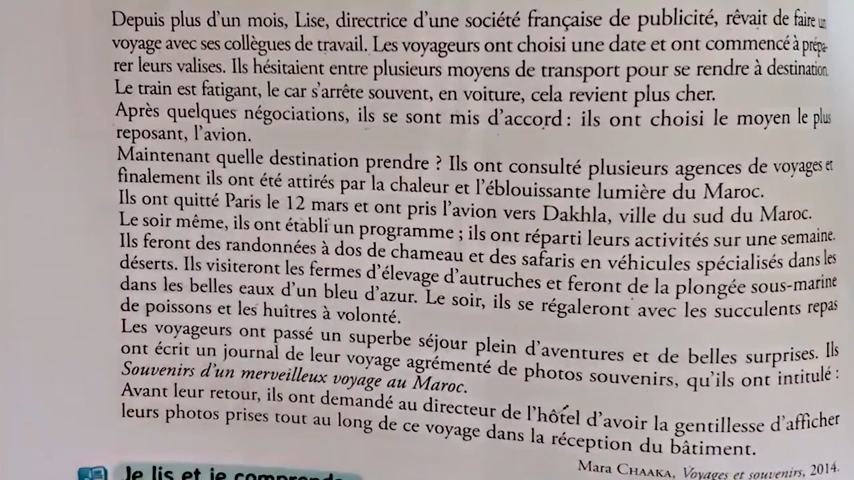 Depuis plus d'un mois, Lise, directrice d'une société française de publicité, rêvait de faire un
voyage avec ses collègues de travail. Les voyageurs ont choisi une date et ont commencé à prépa-
rer leurs valises. Ils hésitaient entre plusieurs moyens de transport pour se rendre à destination.
Le train est fatigant, le car s'arrête souvent, en voiture, cela revient plus cher.
Après quelques négociations, ils se sont mis d'accord : ils ont choisi le moyen le plus
reposant, l'avion.
Maintenant quelle destination prendre ? Ils ont consulté plusieurs agences de voyages et
finalement ils ont été attirés par la chaleur et l'éblouissante lumière du Maroc.
Ils ont quitté Paris le 12 mars et ont pris l'avion vers Dakhla, ville du sud du Maroc.
Le soir même, ils ont établi un programme ; ils ont réparti leurs activités sur une semaine.
Ils feront des randonnées à dos de chameau et des safaris en véhicules spécialisés dans les
déserts. Ils visiteront les fermes d'élevage d'autruches et feront de la plongée sous-marine
dans les belles eaux d'un bleu d'azur. Le soir, ils se régaleront avec les succulents repas
de poissons et les huîtres à volonté.
Les voyageurs ont passé un superbe séjour plein d'aventures et de belles surprises. Ils
ont écrit un journal de leur voyage agrémenté de photos souvenirs, qu'ils ont intitulé :
Souvenirs d'un merveilleux voyage au Maroc.
Avant leur retour, ils ont demandé au directeur de l'hôtel d'avoir la gentillesse d'afficher
leurs photos prises tout au long de ce voyage dans la réception du bâtiment.
Mara CHAAKA, Voyages et souvenirs, 2014.
Je lis et je comprends